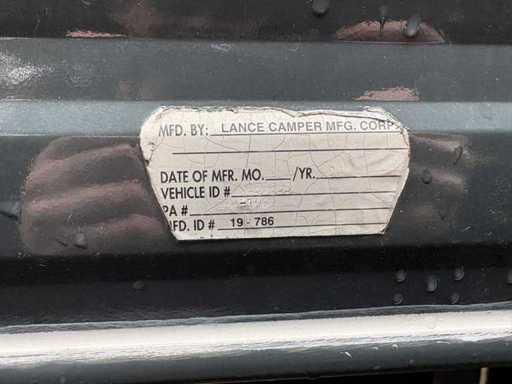 MFD. BY: LANCE CAMPER MFG. CORP
DATE OF MFR. MO. /YR.
VEHICLE ID #
PA #
MFD. ID # 19-786